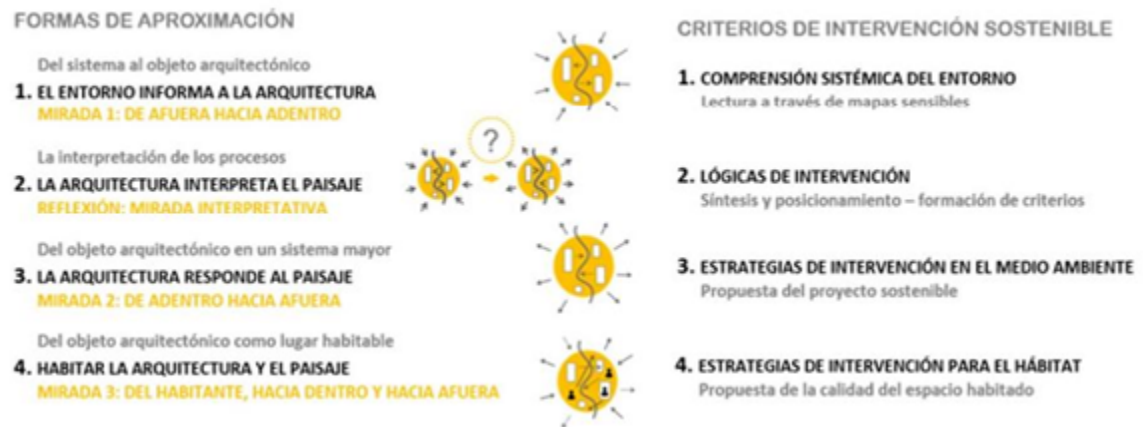 FORMAS DE APROXIMACIÓN
Del sistema al objeto arquitectónico
1. EL ENTORNO INFORMA A LA ARQUITECTURA
MIRADA 1: DE AFUERA HACIA ADENTRO
La interpretación de los procesos
2. LA ARQUITECTURA INTERPRETA EL PAISAJE
REFLEXIÓN: MIRADA INTERPRETATIVA
?
Del objeto arquitectónico en un sistema mayor
3. LA ARQUITECTURA RESPONDE AL PAISAJE
MIRADA 2: DE ADENTRO HACIA AFUERA
Del objeto arquitectónico como lugar habitable
4. HABITAR LA ARQUITECTURA Y EL PAISAJE
MIRADA 3: DEL HABITANTE, HACIA DENTRO Y HACIA AFUERA
CRITERIOS DE INTERVENCIÓN SOSTENIBLE
1. COMPRENSIÓN SISTÉMICA DEL ENTORNO
Lectura a través de mapas sensibles
2. LÓGICAS DE INTERVENCIÓN
Síntesis y posicionamiento – formación de criterios
3. ESTRATEGIAS DE INTERVENCIÓN EN EL MEDIO AMBIENTE
Propuesta del proyecto sostenible
4. ESTRATEGIAS DE INTERVENCIÓN PARA EL HÁBITAT
Propuesta de la calidad del espacio habitado